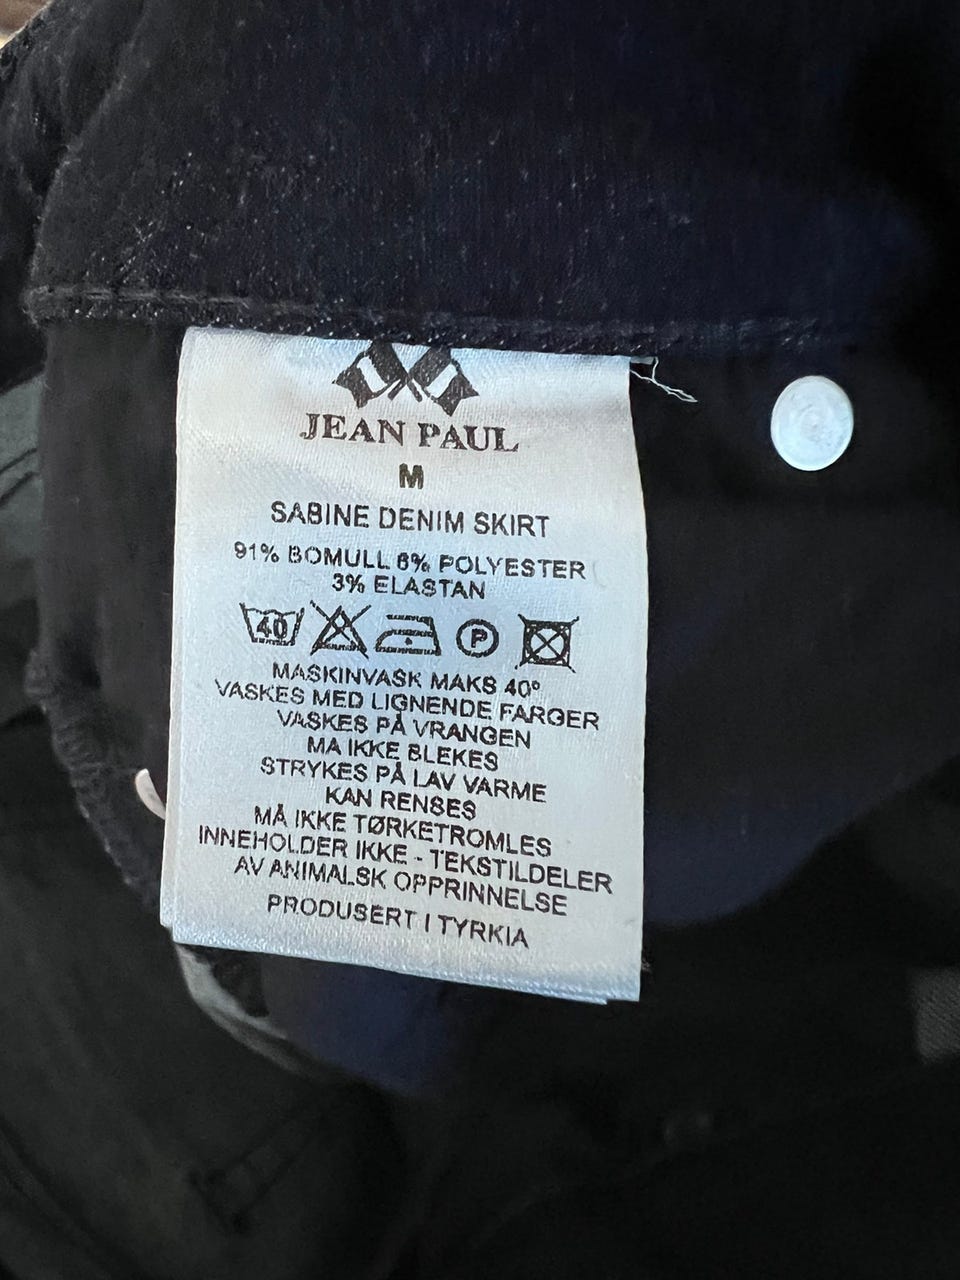 JEAN PAUL
M
SABINE DENIM SKIRT
91% BOMULL 6% POLYESTER
3% ELASTAN
40 P
MASKINVASK MAKS 40°
VASKES MED LIGNENDE FARGER
VASKES PÅ VRANGEN
MA IKKE BLEKES
STRYKES PÅ LAV VARME
KAN RENSES
MÅ IKKE TØRKETROMLES
INNEHOLDER IKKE - TEKSTILDELER
AV ANIMALSK OPPRINNELSE
PRODUSERT I TYRKIA